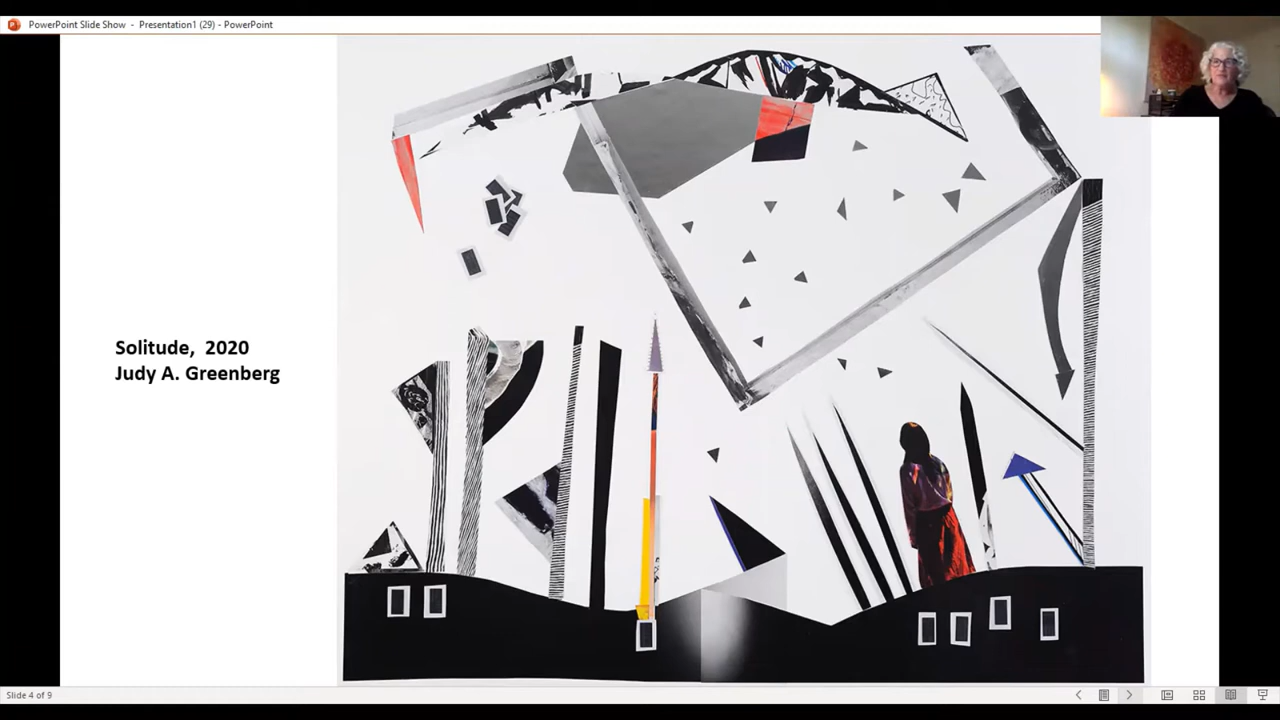 PowerPoint Slide Show - Presentation1 (29) - PowerPoint
Solitude, 2020
Judy A. Greenberg
Slide 4 of 9